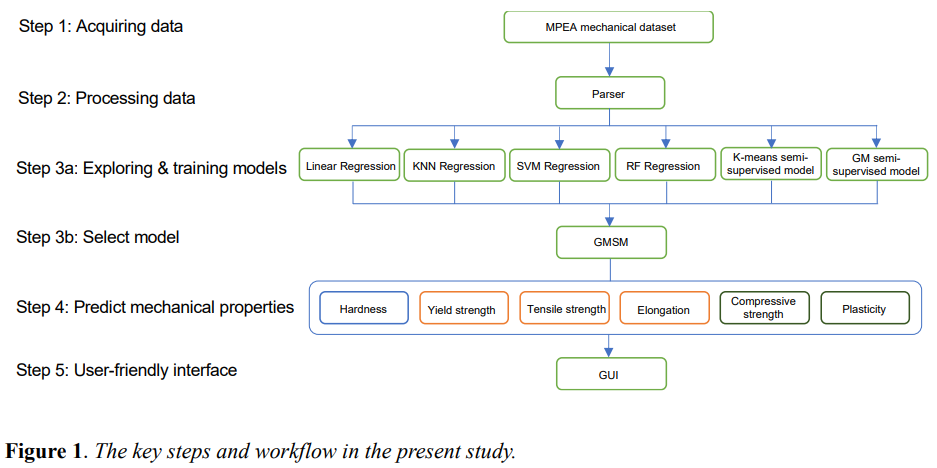 Step 1: Acquiring data
MPEA mechanical dataset
Step 2: Processing data
Parser
Step 3a: Exploring & training models
Linear Regression
KNN Regression
SVM Regression
RF Regression
K-means semi-
supervised model
GM semi-
supervised model
Step 3b: Select model
GMSM
Step 4: Predict mechanical properties
Hardness
Yield strength
Tensile strength
Elongation
Compressive
strength
Plasticity
Step 5: User-friendly interface
GUI
Figure 1. The key steps and workflow in the present study.